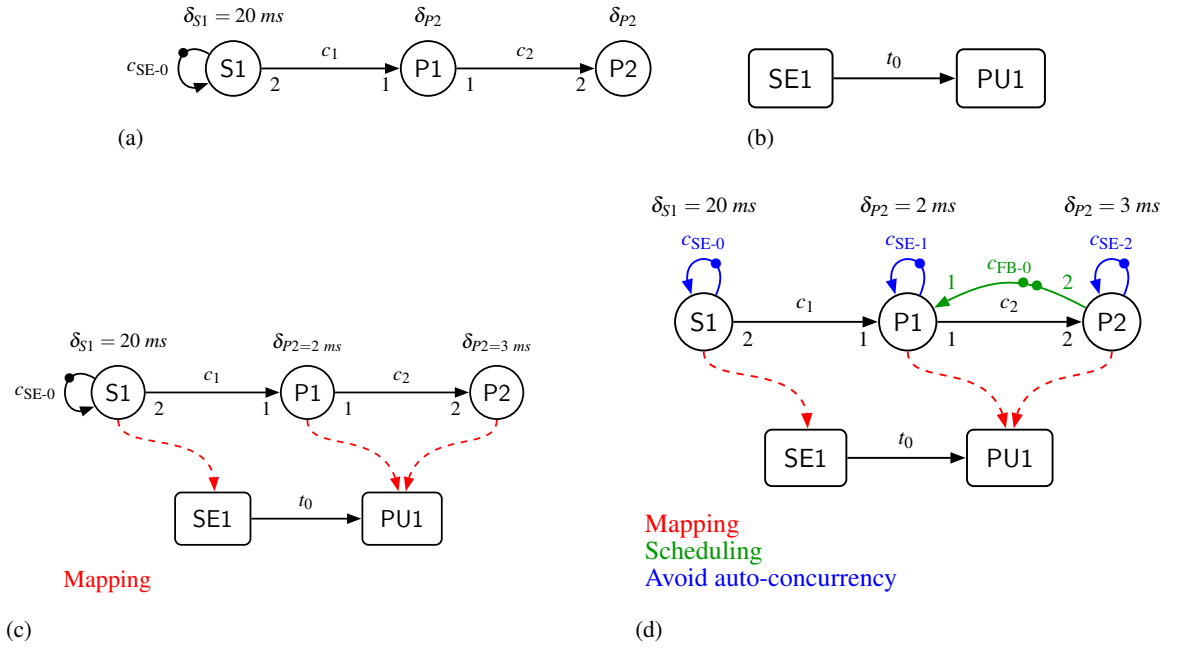 δS1 = 20 ms δP2 δP2
cSE-0 S1 c1 P1 c2 P2
2 1 1 2
(a)
SE1 t0 PU1
(b)
δS1 = 20 ms δP2=2 ms δP2=3 ms
cSE-0 S1 c1 P1 c2 P2
2 1 1 2
SE1 t0 PU1
Mapping
(c)
δS1 = 20 ms δP2 = 2 ms δP2 = 3 ms
cSE-0 cSE-1 cSE-2
1 cFB-0 2
S1 c1 P1 c2 P2
2 1 1 2
SE1 t0 PU1
Mapping
Scheduling
Avoid auto-concurrency
(d)